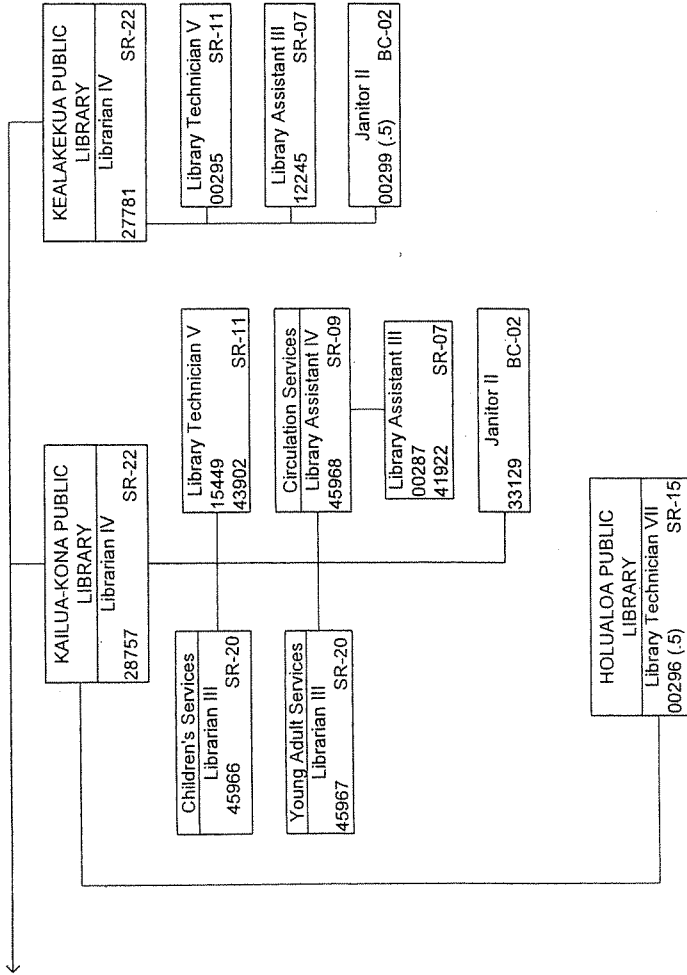 KAILUA-KONA PUBLIC
LIBRARY
Librarian IV
28757 SR-22
Children's Services
Librarian III
45966 SR-20
Young Adult Services
Librarian III
45967 SR-20
Library Technician V
15449
43902 SR-11
Circulation Services
Library Assistant IV
45968 SR-09
Library Assistant III
00287
41922 SR-07
Janitor II
33129 BC-02
HOLUALOA PUBLIC
LIBRARY
Library Technician VII
00296 (.5) SR-15
KEALAKEKUA PUBLIC
LIBRARY
Librarian IV
27781 SR-22
Library Technician V
00295 SR-11
Library Assistant III
12245 SR-07
Janitor II
00299 (.5) BC-02